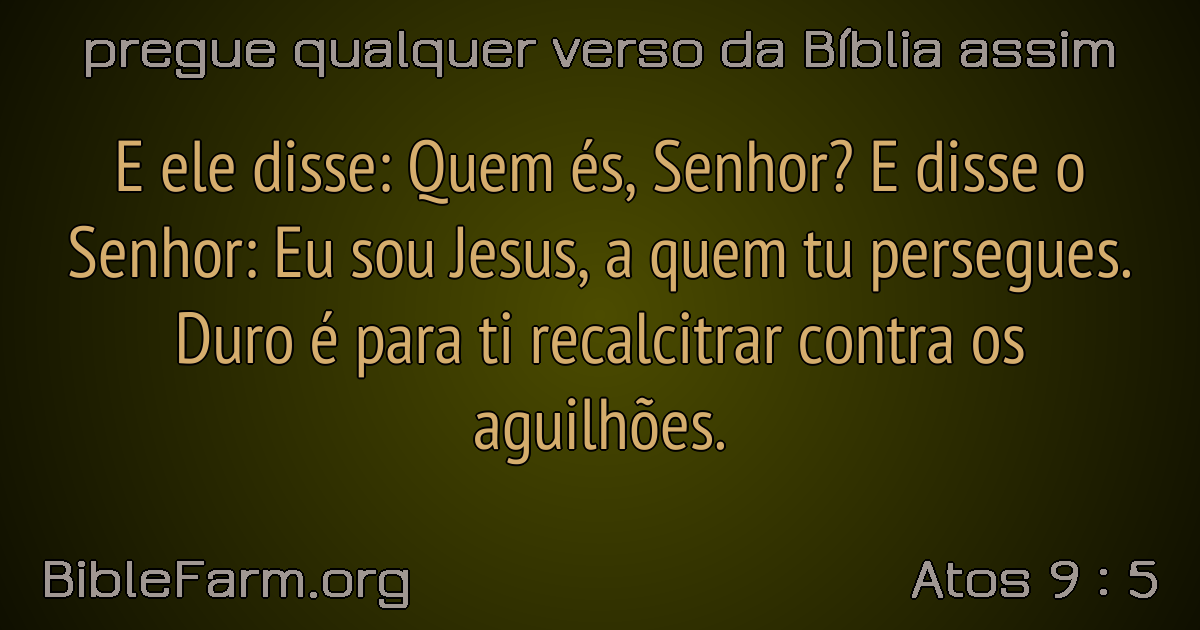 pregue qualquer verso da Bíblia assim
E ele disse: Quem és, Senhor? E disse o
Senhor: Eu sou Jesus, a quem tu persegues.
Duro é para ti recalcitrar contra os
aguilhões.
BibleFarm.org
Atos 9 : 5